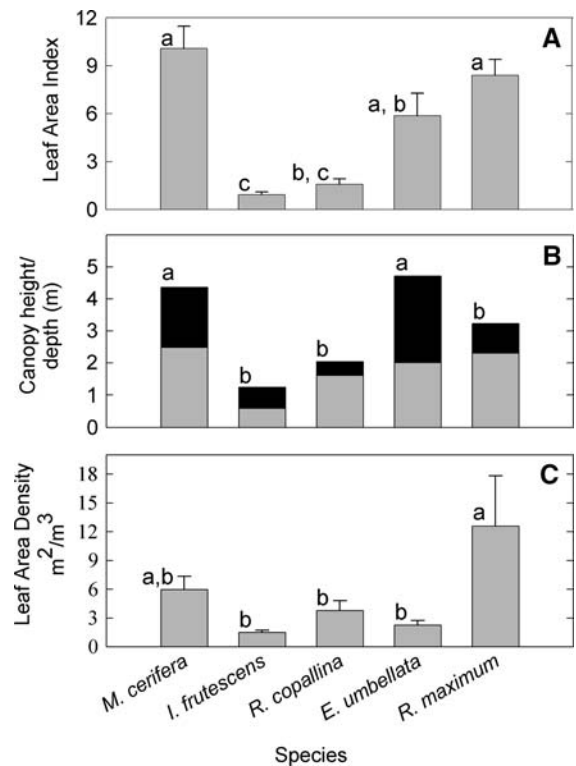 12
9
6
3
0
Leaf Area Index
A
a
c
b, c
a, b
a
5
4
3
2
1
0
Canopy height/
depth (m)
B
a
b
b
a
b
18
15
12
9
6
3
0
Leaf Area Density
m²/m³
C
a,b
b
b
b
a
M. cerifera
I. frutescens
R. copallina
E. umbellata
R. maximum
Species